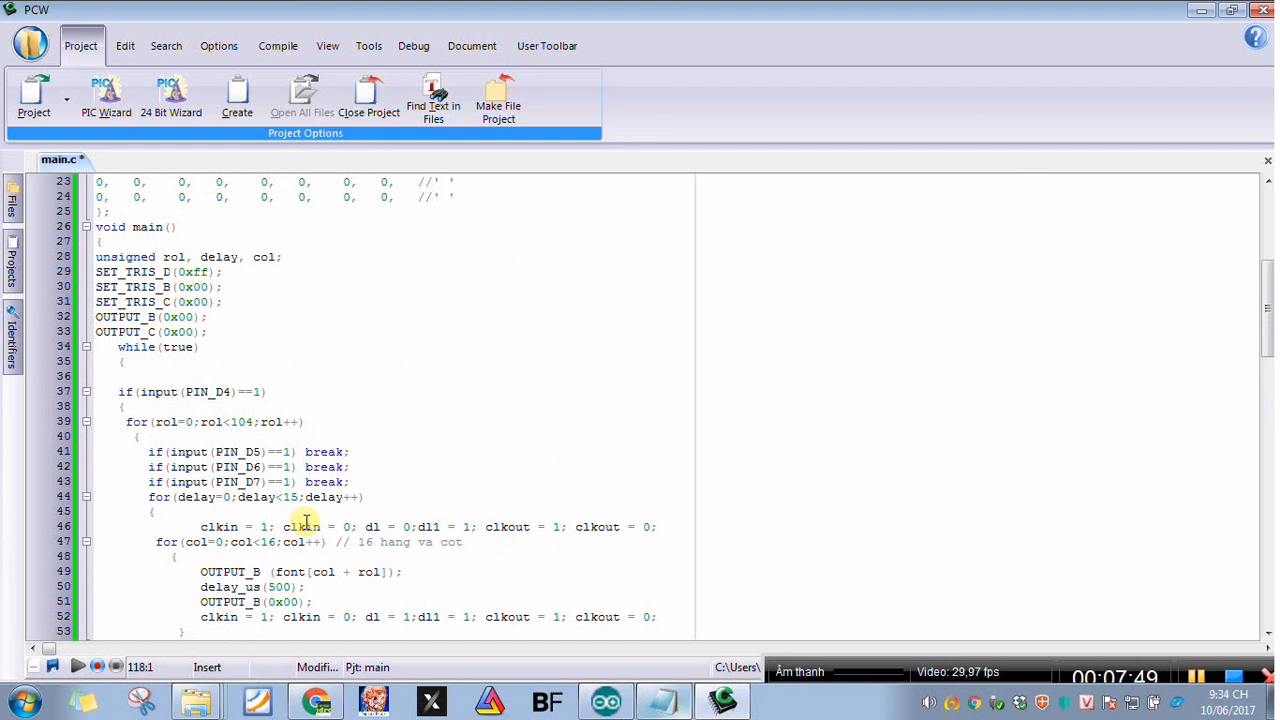 PCW
Project Edit Search Options Compile View Tools Debug Document User Toolbar
Project PIC Wizard 24 Bit Wizard Create Open All Files Close Project Find Text in Files Make File Project
Project Options
main.c *
Files
Projects
Identifiers
23 0, 0, 0, 0, 0, 0, 0, 0, //' '
24 0, 0, 0, 0, 0, 0, 0, 0, //' '
25 };
26 void main()
27 {
28 unsigned rol, delay, col;
29 SET_TRIS_D(0xff);
30 SET_TRIS_B(0x00);
31 SET_TRIS_C(0x00);
32 OUTPUT_B(0x00);
33 OUTPUT_C(0x00);
34 while(true)
35 {
36
37 if(input(PIN_D4)==1)
38 {
39 for(rol=0;rol<104;rol++)
40 {
41 if(input(PIN_D5)==1) break;
42 if(input(PIN_D6)==1) break;
43 if(input(PIN_D7)==1) break;
44 for(delay=0;delay<15;delay++)
45 {
46 clkin = 1; clkin = 0; dl = 0;dl1 = 1; clkout = 1; clkout = 0;
47 for(col=0;col<16;col++) // 16 hang va cot
48 {
49 OUTPUT_B (font[col + rol]);
50 delay_us(500);
51 OUTPUT_B(0x00);
52 clkin = 1; clkin = 0; dl = 1;dl1 = 1; clkout = 1; clkout = 0;
53 }
118:1 Insert Modifi... Pjt: main C:\Users\
Âm thanh Video: 29,97 fps 00:07:49
BF
9:34 CH
10/06/2017